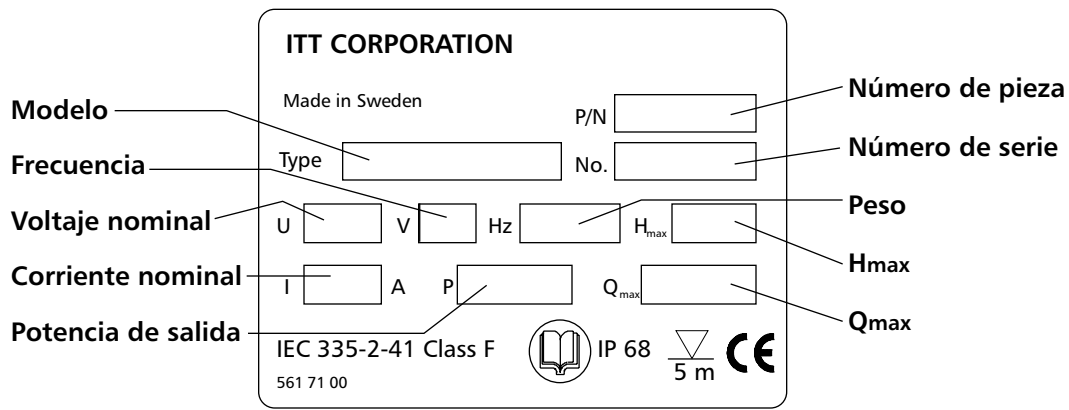 ITT CORPORATION
Made in Sweden
P/N
Número de pieza
Modelo
Type
No.
Número de serie
Frecuencia
Voltaje nominal
U
V
Hz
Hmax
Peso
Hmax
Corriente nominal
I
A
P
Qmax
Qmax
Potencia de salida
IEC 335-2-41 Class F
IP 68
5 m
CE
561 71 00